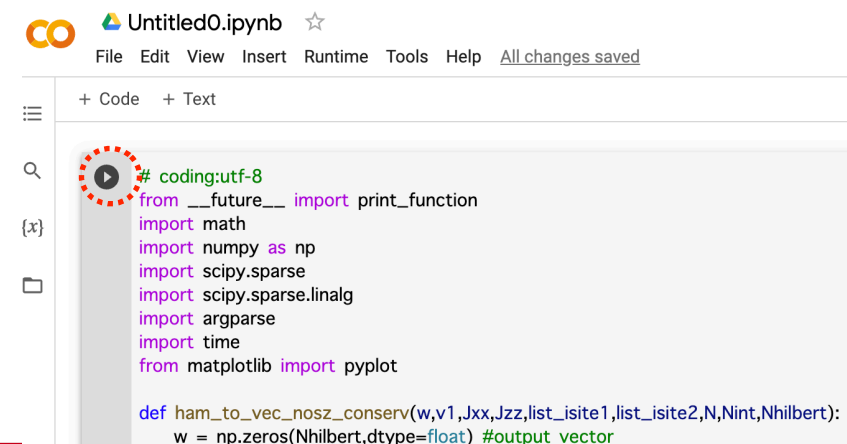 CO Untitled0.ipynb
File Edit View Insert Runtime Tools Help All changes saved
+ Code + Text
{x}
# coding:utf-8
from __future__ import print_function
import math
import numpy as np
import scipy.sparse
import scipy.sparse.linalg
import argparse
import time
from matplotlib import pyplot
def ham_to_vec_nosz_conserv(w,v1,Jxx,Jzz,list_isite1,list_isite2,N,Nint,Nhilbert):
w = np.zeros(Nhilbert,dtype=float) #output vector